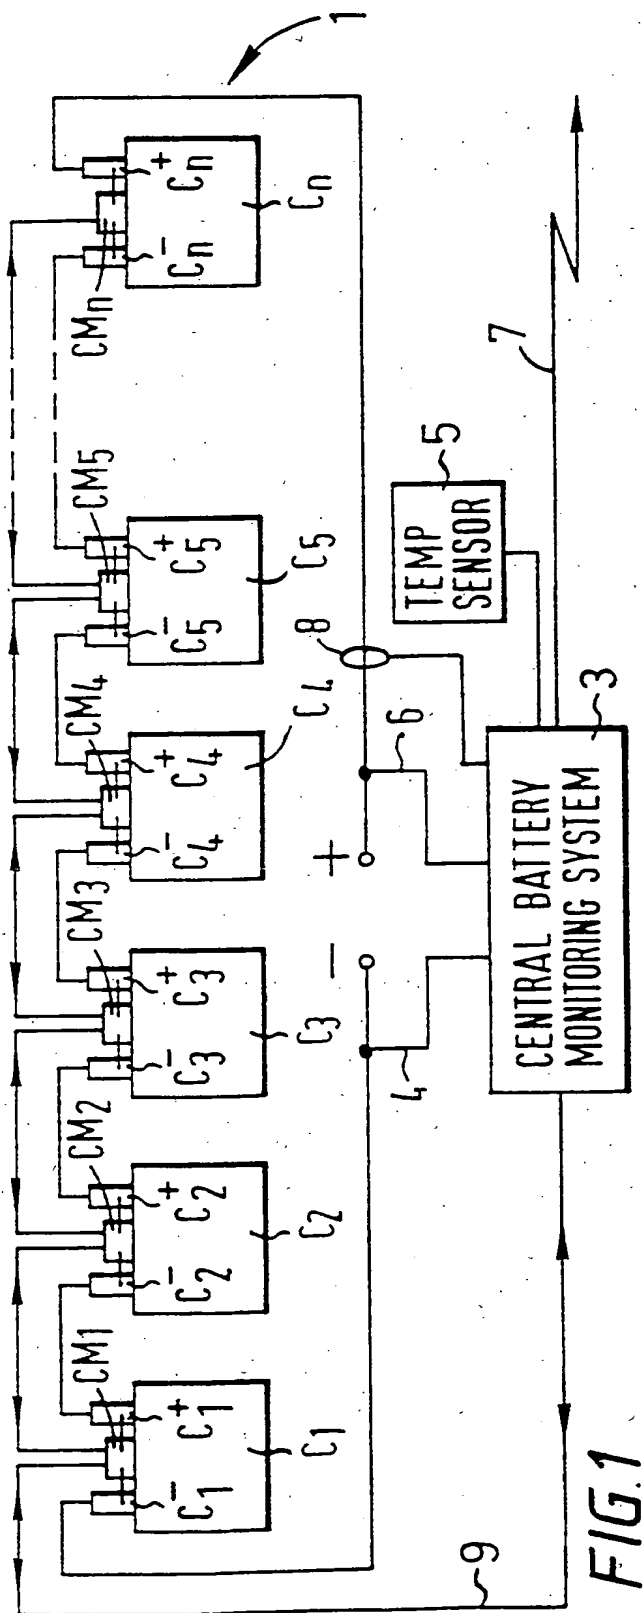 1
CM1
CM2
CM3
CM4
CM5
CMn
C1- C1+
C2- C2+
C3- C3+
C4- C4+
C5- C5+
Cn- Cn+
C1
C2
C3
C4
C5
Cn
-
+
8
4
6
TEMP
SENSOR
5
7
CENTRAL BATTERY
MONITORING SYSTEM
3
9
FIG.1